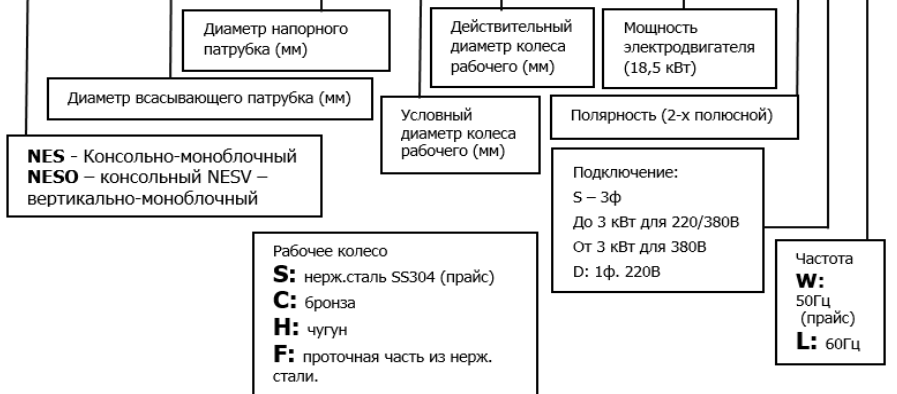 Диаметр напорного
патрубка (мм)
Действительный
диаметр колеса
рабочего (мм)
Мощность
электродвигателя
(18,5 кВт)
Диаметр всасывающего патрубка (мм)
Условный
диаметр колеса
рабочего (мм)
Полярность (2-х полюсной)
NES - Консольно-моноблочный
NESO – консольный NESV –
вертикально-моноблочный
Подключение:
S – 3ф
До 3 кВт для 220/380В
От 3 кВт для 380В
D: 1ф. 220В
Рабочее колесо
S: нерж.сталь SS304 (прайс)
C: бронза
H: чугун
F: проточная часть из нерж.
стали.
Частота
W:
50Гц
(прайс)
L: 60Гц